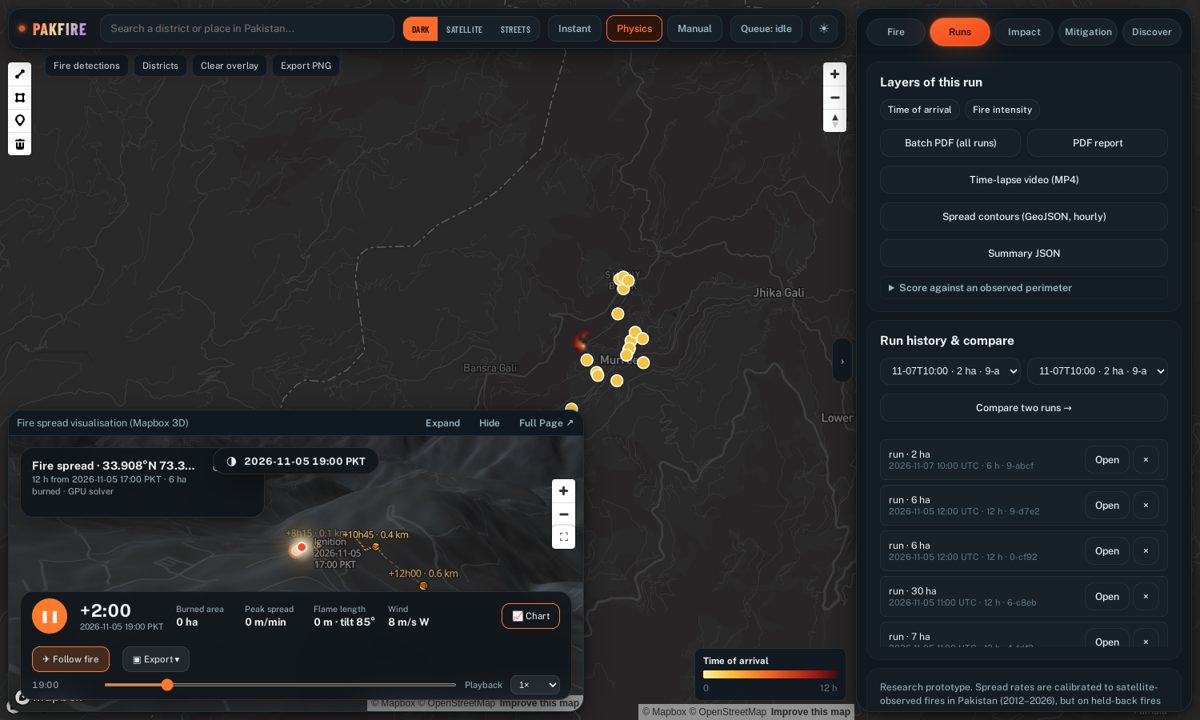 PAKFIRE
Search a district or place in Pakistan...
DARK SATELLITE STREETS
Instant Physics Manual Queue: idle
Fire Runs Impact Mitigation Discover
Fire detections Districts Clear overlay Export PNG
Jhika Gali
Bansra Gali
Lower
Layers of this run
Time of arrival Fire intensity
Batch PDF (all runs) PDF report
Time-lapse video (MP4)
Spread contours (GeoJSON, hourly)
Summary JSON
▶ Score against an observed perimeter
Run history & compare
11-07T10:00 · 2 ha · 9-a 11-07T10:00 · 2 ha · 9-a
Compare two runs →
run · 2 ha
2026-11-07 10:00 UTC · 6 h · 9-abcf
Open ×
run · 6 ha
2026-11-05 12:00 UTC · 12 h · 9-d7e2
Open ×
run · 6 ha
2026-11-05 12:00 UTC · 12 h · 0-cf92
Open ×
run · 30 ha
2026-11-05 11:00 UTC · 12 h · 6-c8eb
Open ×
run · 7 ha
Open ×
Research prototype. Spread rates are calibrated to satellite-
observed fires in Pakistan (2012–2026), but on held-back fires
Fire spread visualisation (Mapbox 3D) Expand Hide Full Page ↗
Fire spread · 33.908°N 73.3...
12 h from 2026-11-05 17:00 PKT · 6 ha
burned · GPU solver
2026-11-05 19:00 PKT
+10h45 · 0.4 km
Ignition
2026-11-05
17:00 PKT
+12h00 · 0.6 km
+2:00
2026-11-05 19:00 PKT
Burned area
0 ha
Peak spread
0 m/min
Flame length
0 m · tilt 85°
Wind
8 m/s W
Chart
Follow fire Export ▾
19:00 Playback 1×
© Mapbox © OpenStreetMap Improve this map
Time of arrival
0 12 h
© Mapbox © OpenStreetMap Improve this map